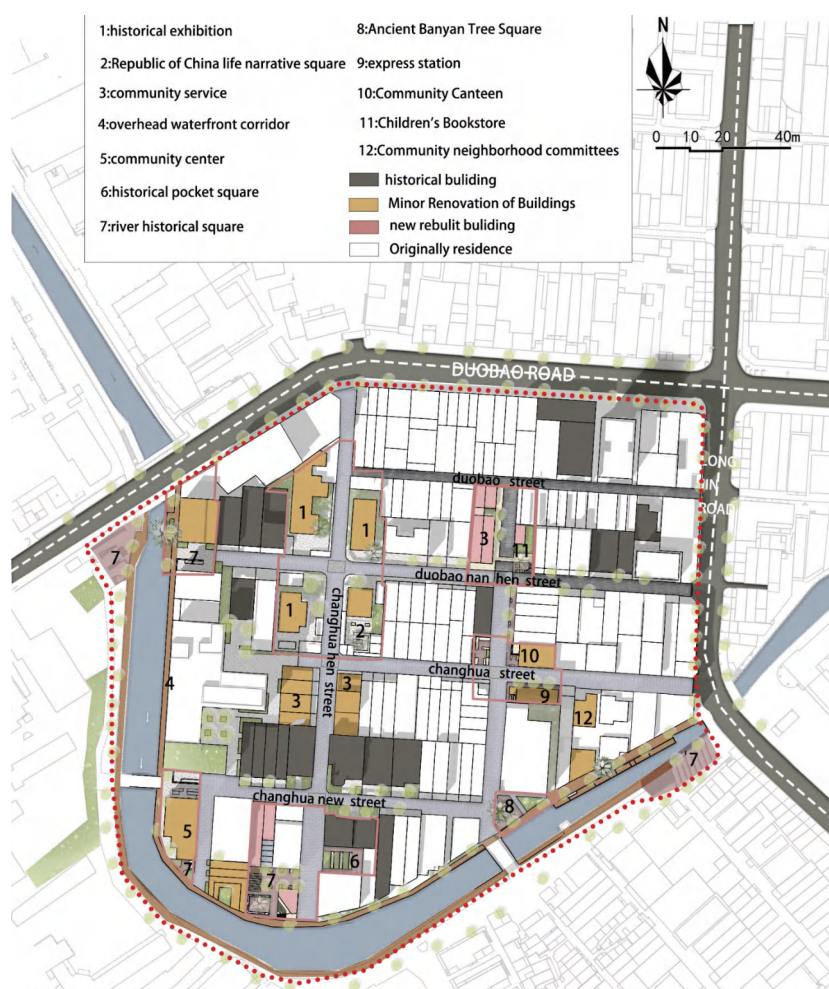 1:historical exhibition
2:Republic of China life narrative square
3:community service
4:overhead waterfront corridor
5:community center
6:historical pocket square
7:river historical square
8:Ancient Banyan Tree Square
9:express station
10:Community Canteen
11:Children's Bookstore
12:Community neighborhood committees
historical buliding
Minor Renovation of Buildings
new rebulit buliding
Originally residence
N
0 10 20 40m
DUOBAO ROAD
LONG
JIN
ROAD
duobao street
1
1
3
11
7
7
duobao nan hen street
1
2
changhua hen street
10
changhua street
4
3
3
9
12
7
changhua new street
8
5
6
7
7